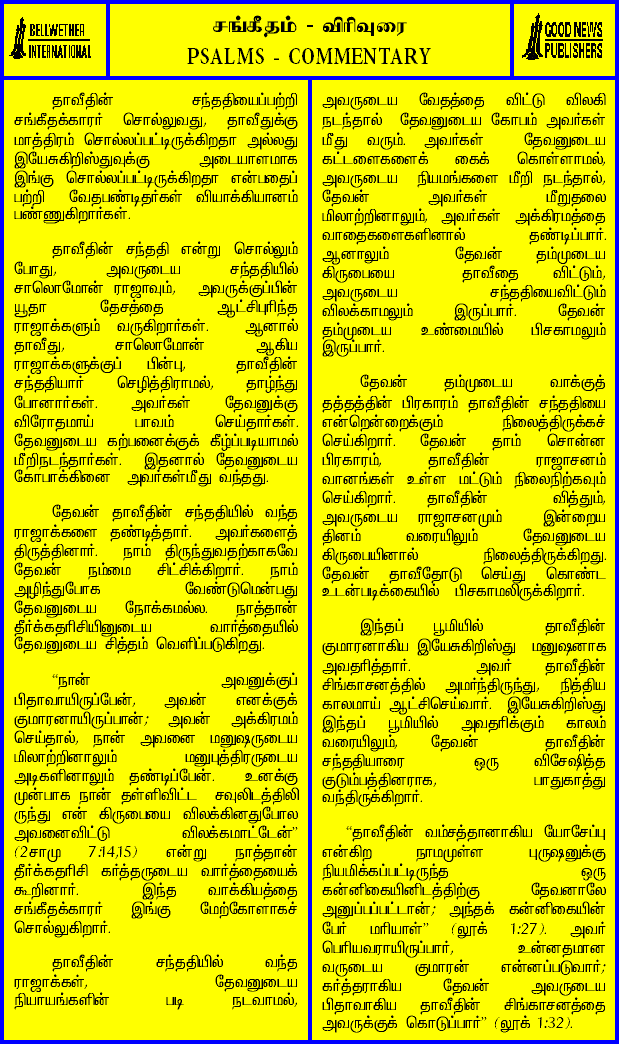 BELLWETHER
INTERNATIONAL
சங்கீதம் - விரிவுரை
PSALMS - COMMENTARY
GOOD NEWS
PUBLISHERS
தாவீதின் சந்ததியைப்பற்றி
சங்கீதக்காரர் சொல்லுவது, தாவீதுக்கு
மாத்திரம் சொல்லப்பட்டிருக்கிறதா அல்லது
இயேசுகிறிஸ்துவுக்கு அடையாளமாக
இங்கு சொல்லப்பட்டிருக்கிறதா என்பதைப்
பற்றி வேதபண்டிதர்கள் வியாக்கியானம்
பண்ணுகிறார்கள்.
தாவீதின் சந்ததி என்று சொல்லும்
போது, அவருடைய சந்ததியில்
சாலொமோன் ராஜாவும், அவருக்குப்பின்
யூதா தேசத்தை ஆட்சிபுரிந்த
ராஜாக்களும் வருகிறார்கள். ஆனால்
தாவீது, சாலொமோன் ஆகிய
ராஜாக்களுக்குப் பின்பு, தாவீதின்
சந்ததியார் செழித்திராமல், தாழ்ந்து
போனார்கள். அவர்கள் தேவனுக்கு
விரோதமாய் பாவம் செய்தார்கள்.
தேவனுடைய கற்பனைக்குக் கீழ்ப்படியாமல்
மீறிநடந்தார்கள். இதனால் தேவனுடைய
கோபாக்கினை அவர்கள்மீது வந்தது.
தேவன் தாவீதின் சந்ததியில் வந்த
ராஜாக்களை தண்டித்தார். அவர்களைத்
திருத்தினார். நாம் திருந்துவதற்காகவே
தேவன் நம்மை சிட்சிக்கிறார். நாம்
அழிந்துபோக வேண்டுமென்பது
தேவனுடைய நோக்கமல்ல. நாத்தான்
தீர்க்கதரிசியினுடைய வார்த்தையில்
தேவனுடைய சித்தம் வெளிப்படுகிறது.
“நான் அவனுக்குப்
பிதாவாயிருப்பேன், அவன் எனக்குக்
குமாரனாயிருப்பான்; அவன் அக்கிரமம்
செய்தால், நான் அவனை மனுஷருடைய
மிலாற்றினாலும் மனுபுத்திரருடைய
அடிகளினாலும் தண்டிப்பேன். உனக்கு
முன்பாக நான் தள்ளிவிட்ட சவுலிடத்திலி
ருந்து என் கிருபையை விலக்கினதுபோல
அவனைவிட்டு விலக்கமாட்டேன்”
(2சாமு 7:14,15) என்று நாத்தான்
தீர்க்கதரிசி கர்த்தருடைய வார்த்தையைக்
கூறினார். இந்த வாக்கியத்தை
சங்கீதக்காரர் இங்கு மேற்கோளாகச்
சொல்லுகிறார்.
தாவீதின் சந்ததியில் வந்த
ராஜாக்கள், தேவனுடைய
நியாயங்களின் படி நடவாமல்,
அவருடைய வேதத்தை விட்டு விலகி
நடந்தால் தேவனுடைய கோபம் அவர்கள்
மீது வரும். அவர்கள் தேவனுடைய
கட்டளைகளைக் கைக் கொள்ளாமல்,
அவருடைய நியமங்களை மீறி நடந்தால்,
தேவன் அவர்கள் மீறுதலை
மிலாற்றினாலும், அவர்கள் அக்கிரமத்தை
வாதைகளைகளினால் தண்டிப்பார்.
ஆனாலும் தேவன் தம்முடைய
கிருபையை தாவீதை விட்டும்,
அவருடைய சந்ததியைவிட்டும்
விலக்காமலும் இருப்பார். தேவன்
தம்முடைய உண்மையில் பிசகாமலும்
இருப்பார்.
தேவன் தம்முடைய வாக்குத்
தத்தத்தின் பிரகாரம் தாவீதின் சந்ததியை
என்றென்றைக்கும் நிலைத்திருக்கச்
செய்கிறார். தேவன் தாம் சொன்ன
பிரகாரம், தாவீதின் ராஜாசனம்
வானங்கள் உள்ள மட்டும் நிலைநிற்கவும்
செய்கிறார். தாவீதின் வித்தும்,
அவருடைய ராஜாசனமும் இன்றைய
தினம் வரையிலும் தேவனுடைய
கிருபையினால் நிலைத்திருக்கிறது.
தேவன் தாவீதோடு செய்து கொண்ட
உடன்படிக்கையில் பிசகாமலிருக்கிறார்.
இந்தப் பூமியில் தாவீதின்
குமாரனாகிய இயேசுகிறிஸ்து மனுஷனாக
அவதரித்தார். அவர் தாவீதின்
சிங்காசனத்தில் அமர்ந்திருந்து, நித்திய
காலமாய் ஆட்சிசெய்வார். இயேசுகிறிஸ்து
இந்தப் பூமியில் அவதரிக்கும் காலம்
வரையிலும், தேவன் தாவீதின்
சந்ததியாரை ஒரு விசேஷித்த
குடும்பத்தினராக, பாதுகாத்து
வந்திருக்கிறார்.
“தாவீதின் வம்சத்தானாகிய யோசேப்பு
என்கிற நாமமுள்ள புருஷனுக்கு
நியமிக்கப்பட்டிருந்த ஒரு
கன்னிகையினிடத்திற்கு தேவனாலே
அனுப்பப்பட்டான்; அந்தக் கன்னிகையின்
பேர் மரியாள்” (லூக் 1:27). அவர்
பெரியவராயிருப்பார், உன்னதமான
வருடைய குமாரன் என்னப்படுவார்;
கர்த்தராகிய தேவன் அவருடைய
பிதாவாகிய தாவீதின் சிங்காசனத்தை
அவருக்குக் கொடுப்பார்” (லூக் 1:32).